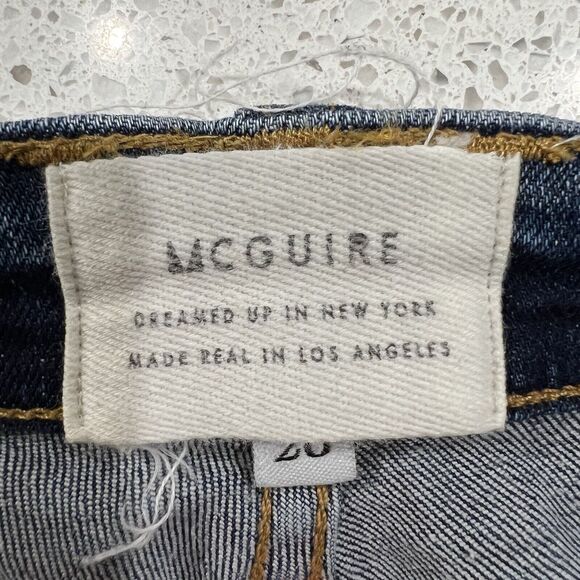 MCGUIRE
DREAMED UP IN NEW YORK
MADE REAL IN LOS ANGELES